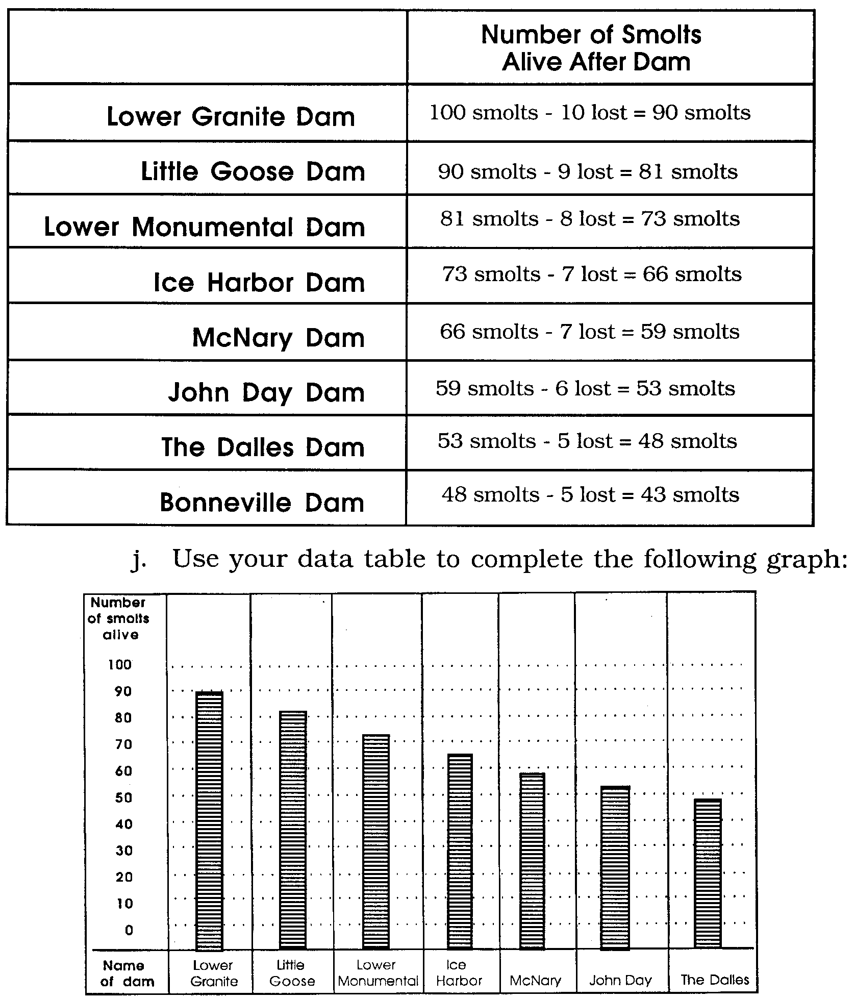 Number of Smolts
Alive After Dam
Lower Granite Dam 100 smolts - 10 lost = 90 smolts
Little Goose Dam 90 smolts - 9 lost = 81 smolts
Lower Monumental Dam 81 smolts - 8 lost = 73 smolts
Ice Harbor Dam 73 smolts - 7 lost = 66 smolts
McNary Dam 66 smolts - 7 lost = 59 smolts
John Day Dam 59 smolts - 6 lost = 53 smolts
The Dalles Dam 53 smolts - 5 lost = 48 smolts
Bonneville Dam 48 smolts - 5 lost = 43 smolts
j. Use your data table to complete the following graph:
Number
of smolts
alive
100
90
80
70
60
50
40
30
20
10
0
Name
of dam
Lower
Granite
Little
Goose
Lower
Monumental
Ice
Harbor
McNary
John Day
The Dalles